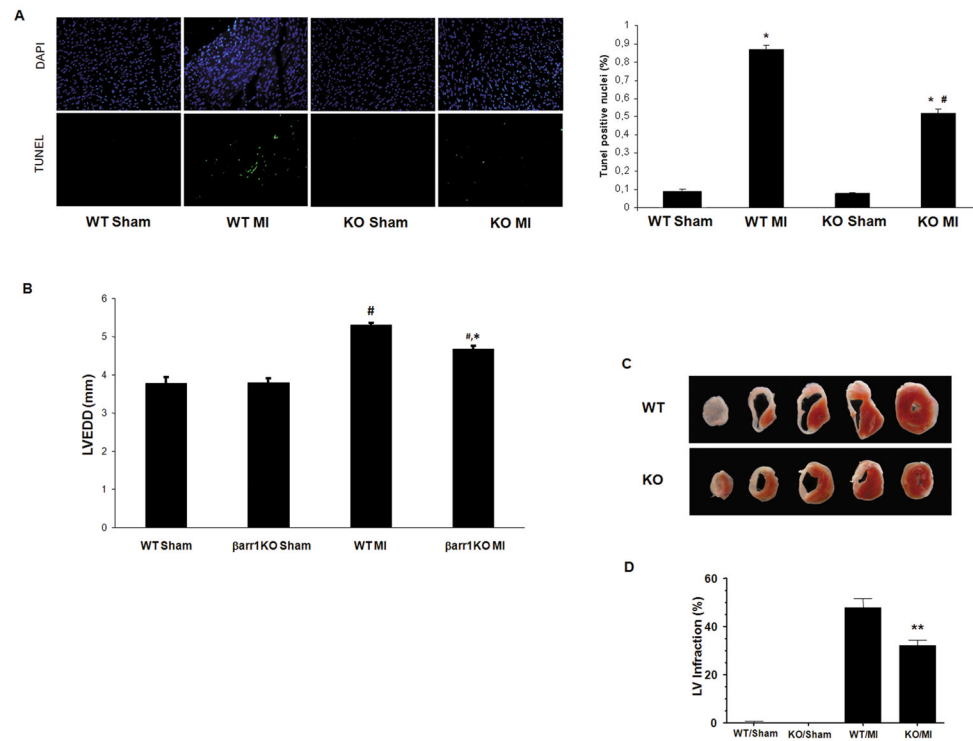 A
DAPI
TUNEL
WT Sham
WT MI
KO Sham
KO MI
Tunel positive nuclei (%)
1
0,9
0,8
0,7
0,6
0,5
0,4
0,3
0,2
0,1
0
*
* #
WT Sham
WT MI
KO Sham
KO MI
B
LVEDD (mm)
6
5
4
3
2
1
0
#
#,*
WT Sham
βarr1KO Sham
WT MI
βarr1KO MI
C
WT
KO
D
LV Infraction (%)
60
40
20
0
**
WT/Sham
KO/Sham
WT/MI
KO/MI